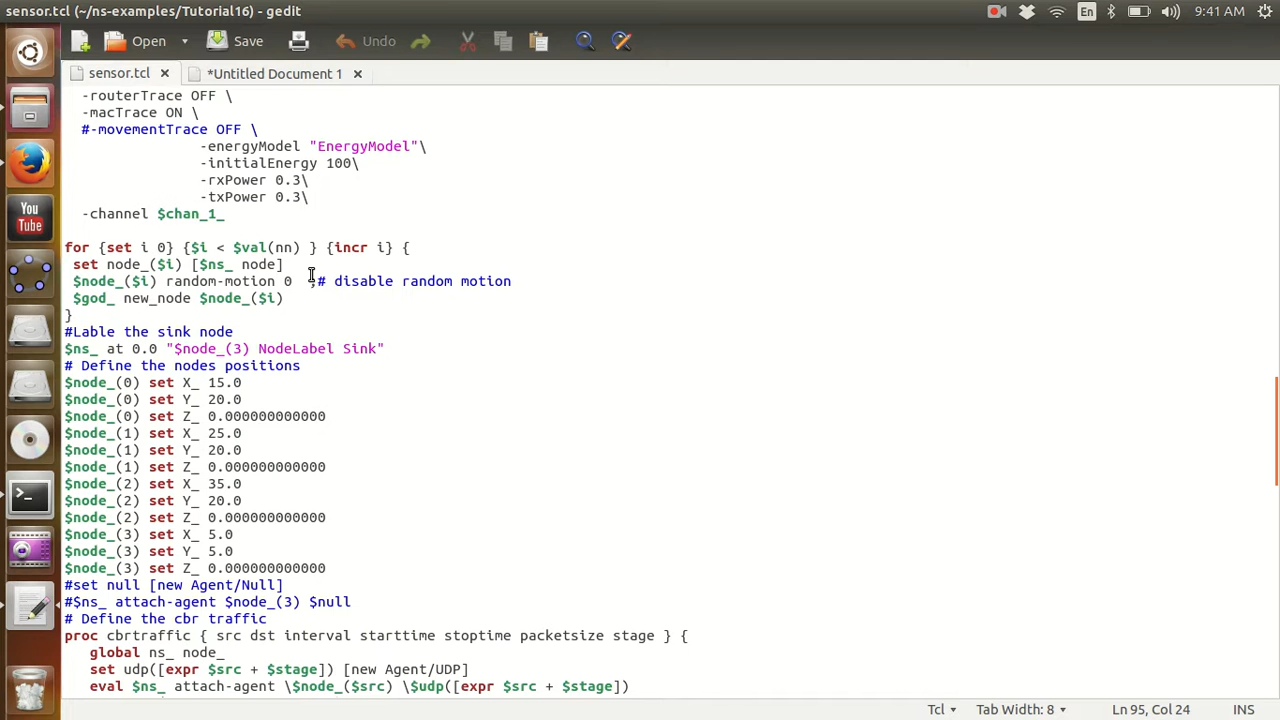 sensor.tcl (~/ns-examples/Tutorial16) - gedit
En
9:41 AM
Open
Save
Undo
sensor.tcl
*Untitled Document 1
You
Tube
-routerTrace OFF \
-macTrace ON \
#-movementTrace OFF \
-energyModel "EnergyModel"\
-initialEnergy 100\
-rxPower 0.3\
-txPower 0.3\
-channel $chan_1_
for {set i 0} {$i < $val(nn) } {incr i} {
set node_($i) [$ns_ node]
$node_($i) random-motion 0 ;# disable random motion
$god_ new_node $node_($i)
}
#Lable the sink node
$ns_ at 0.0 "$node_(3) NodeLabel Sink"
# Define the nodes positions
$node_(0) set X_ 15.0
$node_(0) set Y_ 20.0
$node_(0) set Z_ 0.000000000000
$node_(1) set X_ 25.0
$node_(1) set Y_ 20.0
$node_(1) set Z_ 0.000000000000
$node_(2) set X_ 35.0
$node_(2) set Y_ 20.0
$node_(2) set Z_ 0.000000000000
$node_(3) set X_ 5.0
$node_(3) set Y_ 5.0
$node_(3) set Z_ 0.000000000000
#set null [new Agent/Null]
#$ns_ attach-agent $node_(3) $null
# Define the cbr traffic
proc cbrtraffic { src dst interval starttime stoptime packetsize stage } {
global ns_ node_
set udp([expr $src + $stage]) [new Agent/UDP]
eval $ns_ attach-agent \$node_($src) \$udp([expr $src + $stage])
Tcl
Tab Width: 8
Ln 95, Col 24
INS